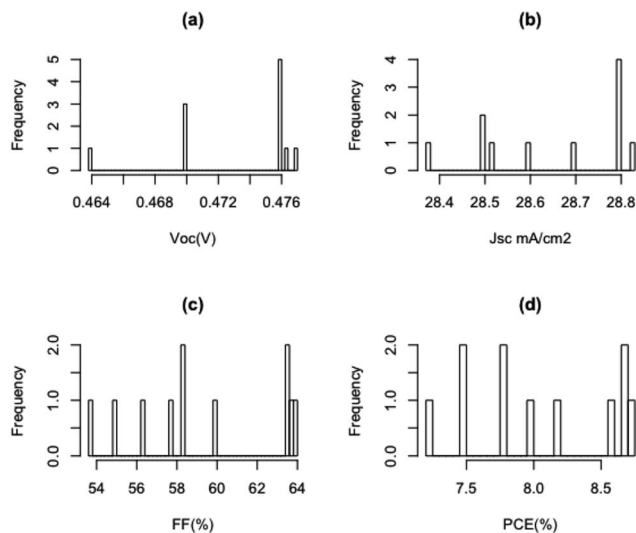 (a)
Frequency
0 1 2 3 4 5
0.464 0.468 0.472 0.476
Voc(V)
(b)
Frequency
0 1 2 3 4
28.4 28.5 28.6 28.7 28.8
Jsc mA/cm2
(c)
Frequency
0.0 1.0 2.0
54 56 58 60 62 64
FF(%)
(d)
Frequency
0.0 1.0 2.0
7.5 8.0 8.5
PCE(%)